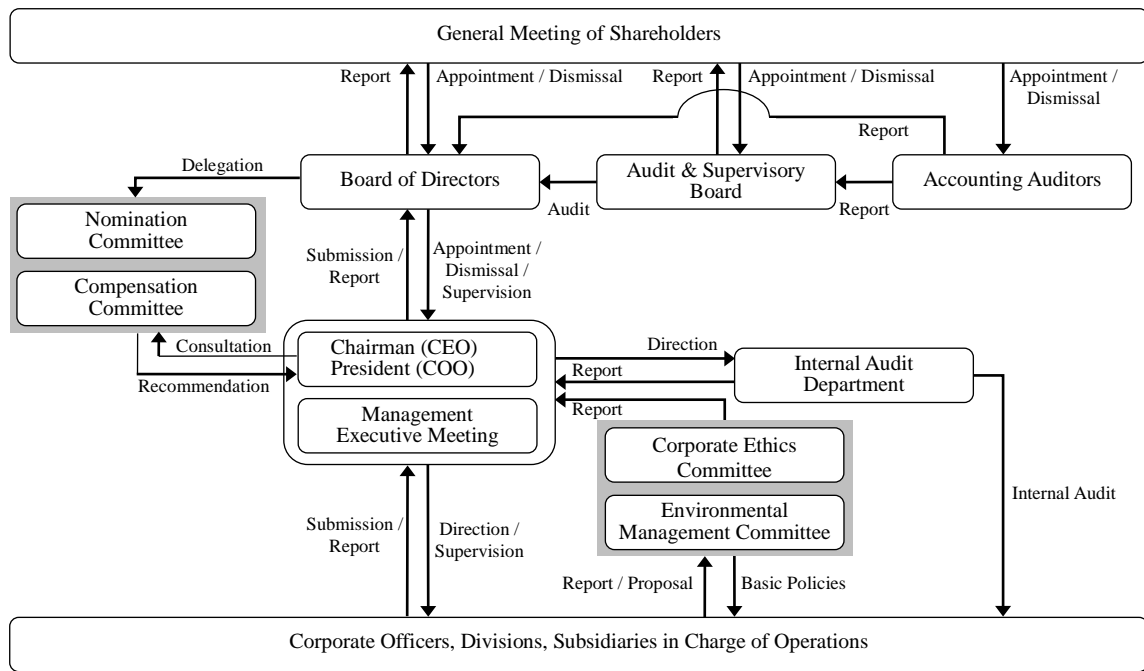 General Meeting of Shareholders
Report
Appointment / Dismissal
Report
Appointment / Dismissal
Appointment /
Dismissal
Report
Delegation
Board of Directors
Audit & Supervisory
Board
Accounting Auditors
Audit
Report
Nomination
Committee
Compensation
Committee
Submission /
Report
Appointment /
Dismissal /
Supervision
Consultation
Recommendation
Chairman (CEO)
President (COO)
Management
Executive Meeting
Direction
Report
Report
Internal Audit
Department
Corporate Ethics
Committee
Environmental
Management Committee
Internal Audit
Submission /
Report
Direction /
Supervision
Report / Proposal
Basic Policies
Corporate Officers, Divisions, Subsidiaries in Charge of Operations